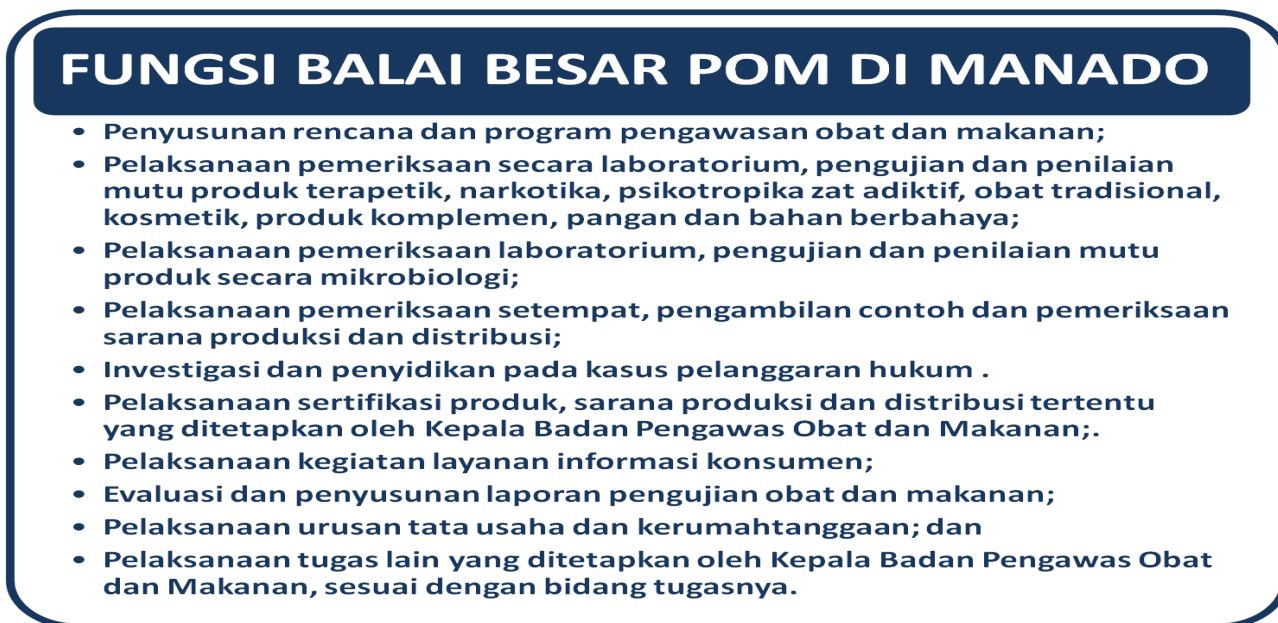 FUNGSI BALAI BESAR POM DI MANADO
• Penyusunan rencana dan program pengawasan obat dan makanan;
• Pelaksanaan pemeriksaan secara laboratorium, pengujian dan penilaian
mutu produk terapetik, narkotika, psikotropika zat adiktif, obat tradisional,
kosmetik, produk komplemen, pangan dan bahan berbahaya;
• Pelaksanaan pemeriksaan laboratorium, pengujian dan penilaian mutu
produk secara mikrobiologi;
• Pelaksanaan pemeriksaan setempat, pengambilan contoh dan pemeriksaan
sarana produksi dan distribusi;
• Investigasi dan penyidikan pada kasus pelanggaran hukum .
• Pelaksanaan sertifikasi produk, sarana produksi dan distribusi tertentu
yang ditetapkan oleh Kepala Badan Pengawas Obat dan Makanan;.
• Pelaksanaan kegiatan layanan informasi konsumen;
• Evaluasi dan penyusunan laporan pengujian obat dan makanan;
• Pelaksanaan urusan tata usaha dan kerumahtanggaan; dan
• Pelaksanaan tugas lain yang ditetapkan oleh Kepala Badan Pengawas Obat
dan Makanan, sesuai dengan bidang tugasnya.